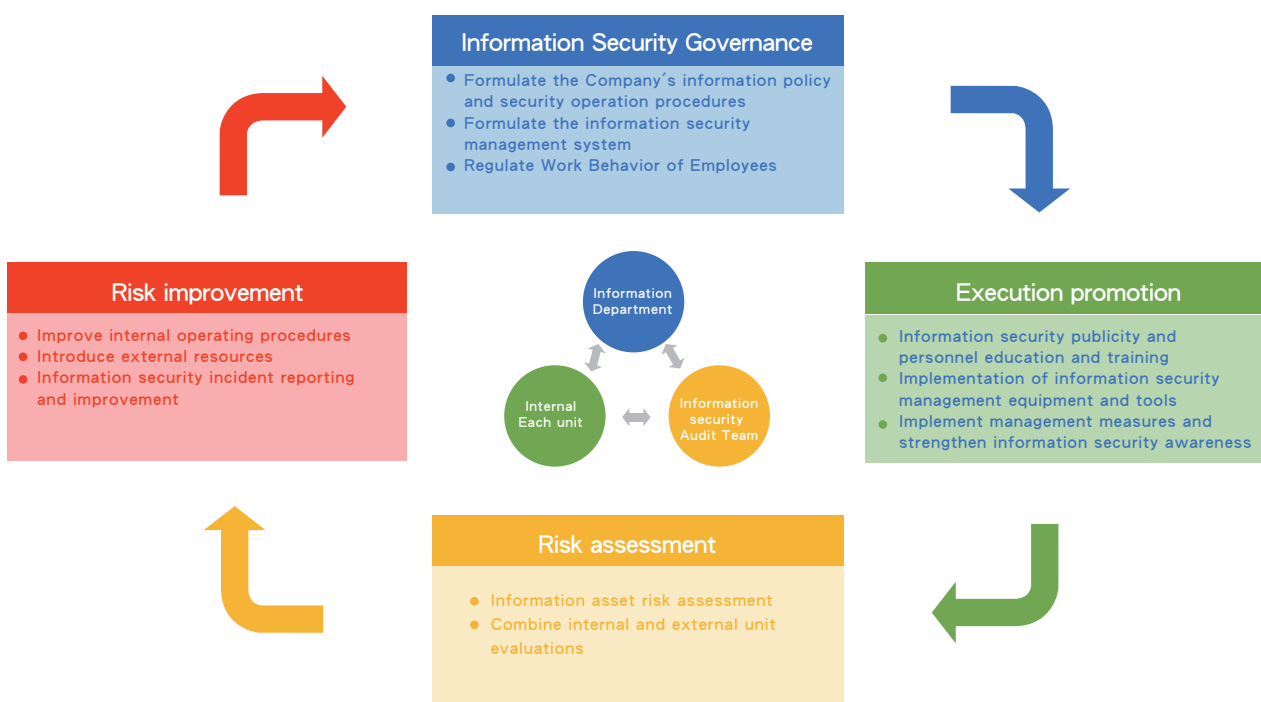 Information Security Governance
● Formulate the Company´s information policy
and security operation procedures
● Formulate the information security
management system
● Regulate Work Behavior of Employees
Risk improvement
● Improve internal operating procedures
● Introduce external resources
● Information security incident reporting
and improvement
Information
Department
Internal
Each unit
Information
security
Audit Team
Execution promotion
● Information security publicity and
personnel education and training
● Implementation of information security
management equipment and tools
● Implement management measures and
strengthen information security awareness
Risk assessment
● Information asset risk assessment
● Combine internal and external unit
evaluations